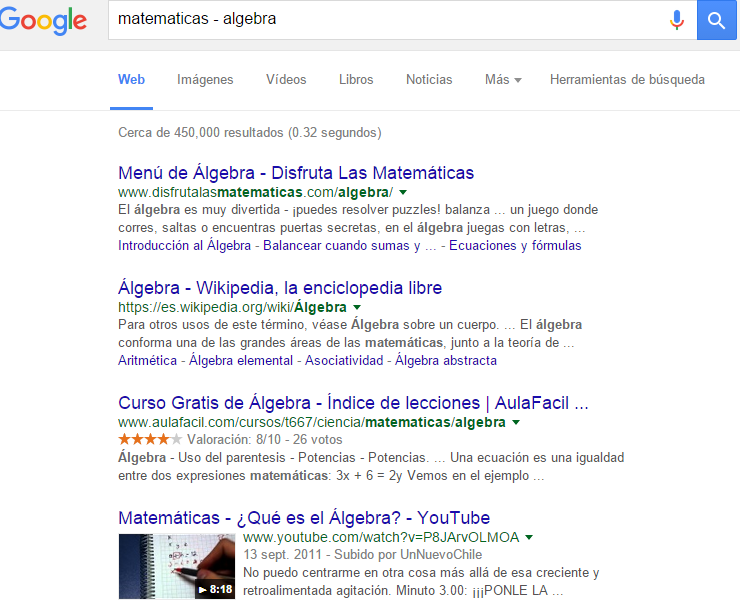 Google
matematicas - algebra
Web Imágenes Vídeos Libros Noticias Más Herramientas de búsqueda
Cerca de 450,000 resultados (0.32 segundos)
Menú de Álgebra - Disfruta Las Matemáticas
www.disfrutalasmatematicas.com/algebra/
El álgebra es muy divertida - ¡puedes resolver puzzles! balanza ... un juego donde
corres, saltas o encuentras puertas secretas, en el álgebra juegas con letras, ...
Introducción al Álgebra - Balancear cuando sumas y ... - Ecuaciones y fórmulas
Álgebra - Wikipedia, la enciclopedia libre
https://es.wikipedia.org/wiki/Álgebra
Para otros usos de este término, véase Álgebra sobre un cuerpo. ... El álgebra
conforma una de las grandes áreas de las matemáticas, junto a la teoría de ...
Aritmética - Álgebra elemental - Asociatividad - Álgebra abstracta
Curso Gratis de Álgebra - Índice de lecciones | AulaFacil ...
www.aulafacil.com/cursos/t667/ciencia/matematicas/algebra
Valoración: 8/10 - 26 votos
Álgebra - Uso del parentesis - Potencias - Potencias. ... Una ecuación es una igualdad
entre dos expresiones matemáticas: 3x + 6 = 2y Vemos en el ejemplo ...
Matemáticas - ¿Qué es el Álgebra? - YouTube
www.youtube.com/watch?v=P8JArvOLMOA
13 sept. 2011 - Subido por UnNuevoChile
No puedo centrarme en otra cosa más allá de esa creciente y
retroalimentada agitación. Minuto 3.00: ¡¡¡PONLE LA ...
8:18